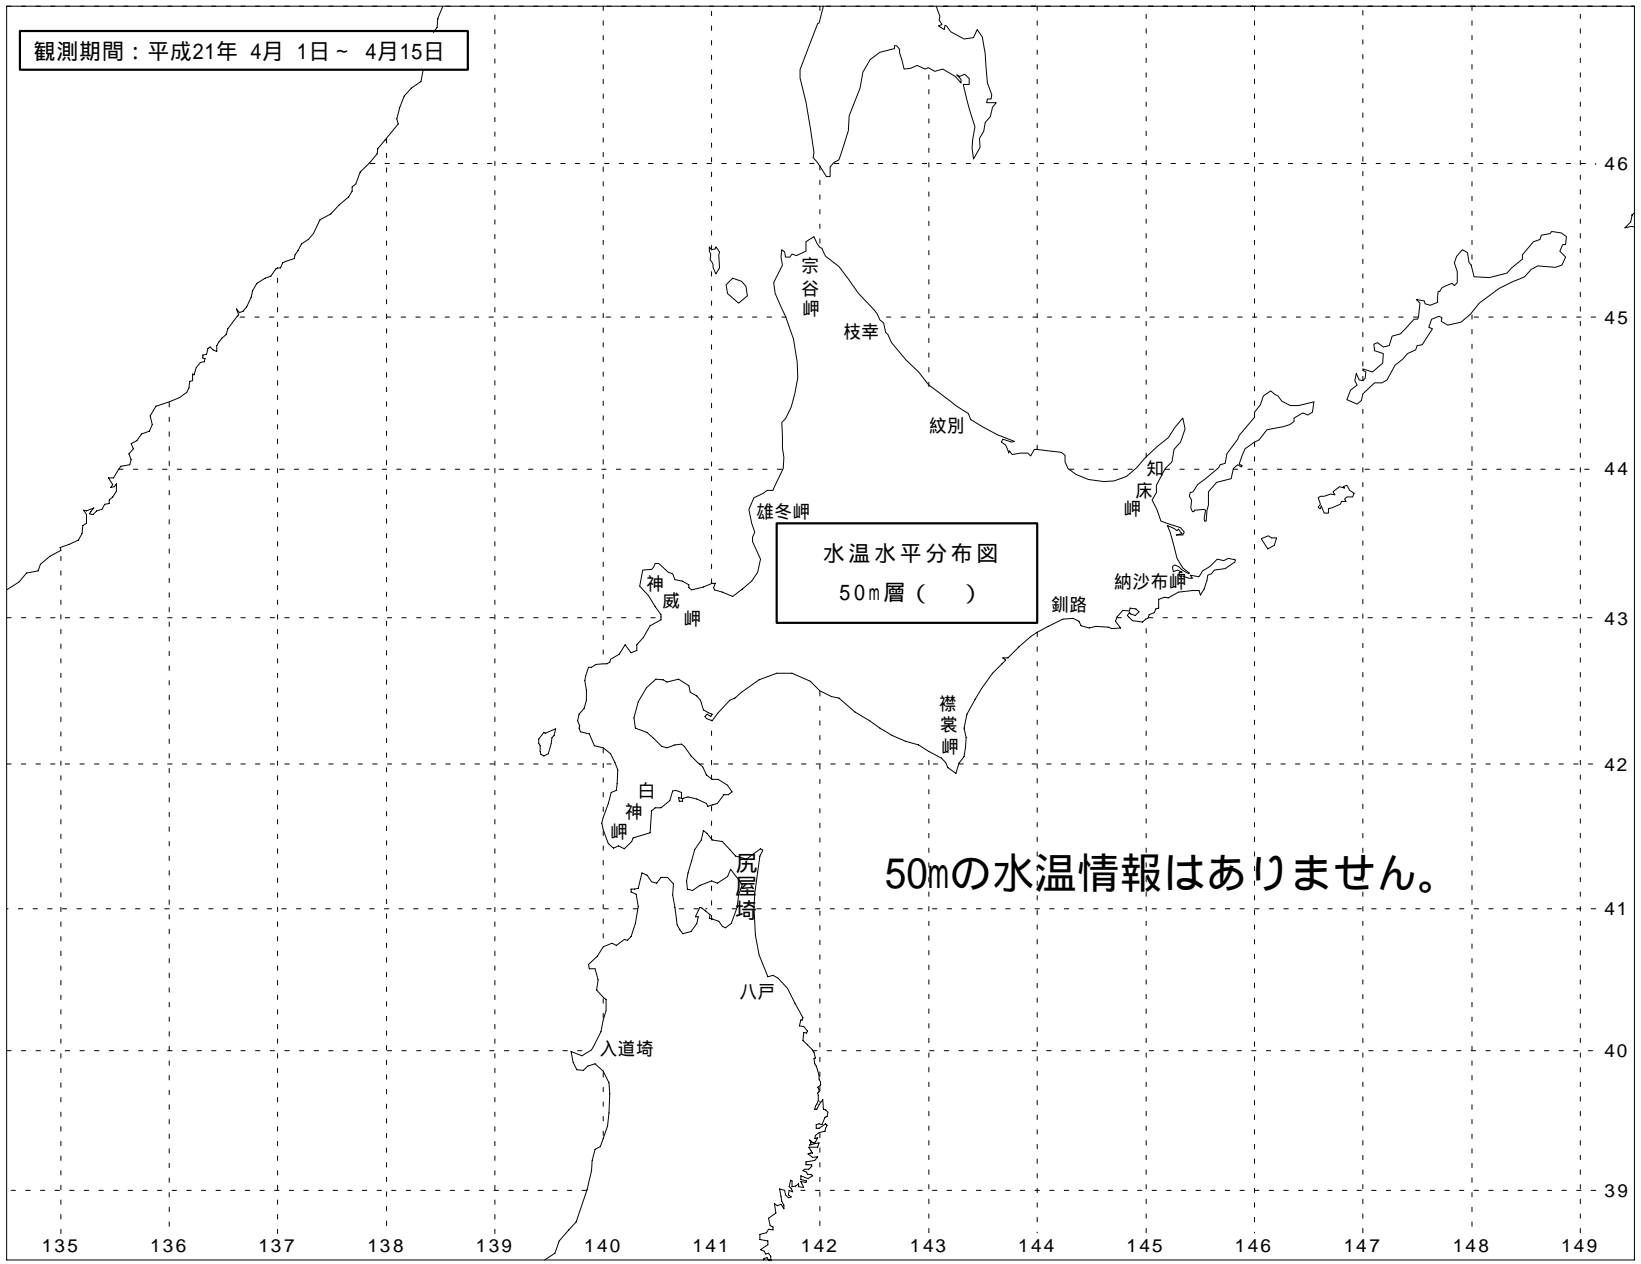 観測期間：平成21年 4月 1日～ 4月15日
46
宗谷岬
45
枝幸
紋別
44
知床岬
雄冬岬
水温水平分布図
50m層（　　）
神威岬
納沙布岬
釧路
43
襟裳岬
42
白神岬
尻屋埼
50mの水温情報はありません。
41
八戸
入道埼
40
39
135 136 137 138 139 140 141 142 143 144 145 146 147 148 149